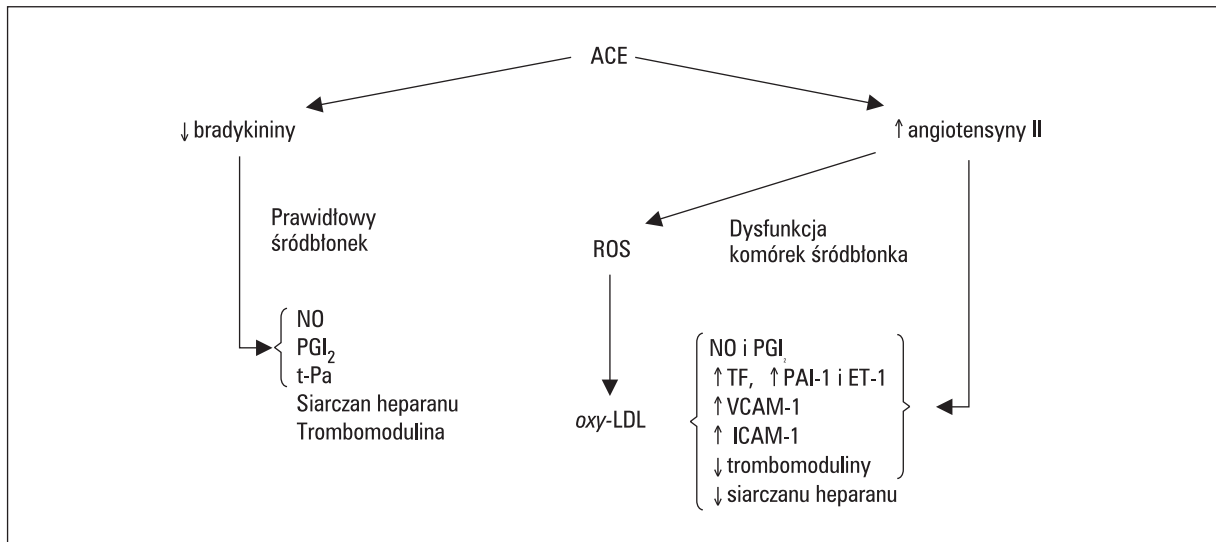 ACE
↓ bradykininy
↑ angiotensyny II
Prawidłowy
śródbłonek
ROS
Dysfunkcja
komórek śródbłonka
NO
PGI₂
t-Pa
Siarczan heparanu
Trombomodulina
oxy-LDL
NO i PGI₂
↑ TF, ↑ PAI-1 i ET-1
↑ VCAM-1
↑ ICAM-1
↓ trombomoduliny
↓ siarczanu heparanu